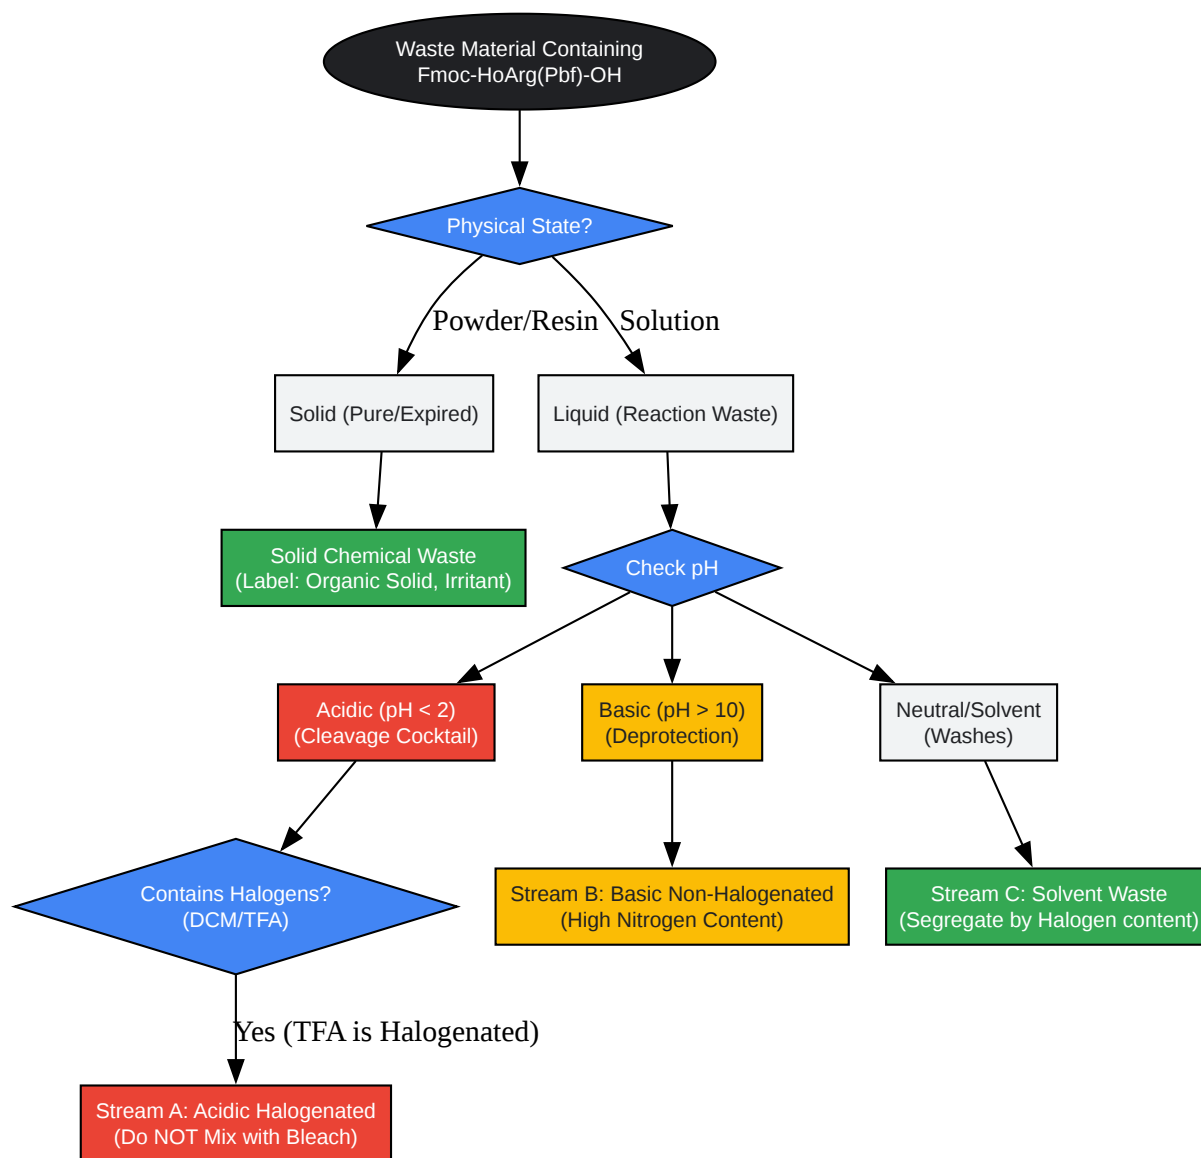 Waste Material Containing
Fmoc-HoArg(Pbf)-OH
Physical State?
Powder/Resin
Solution
Solid (Pure/Expired)
Liquid (Reaction Waste)
Solid Chemical Waste
(Label: Organic Solid, Irritant)
Check pH
Acidic (pH < 2)
(Cleavage Cocktail)
Basic (pH > 10)
(Deprotection)
Neutral/Solvent
(Washes)
Contains Halogens?
(DCM/TFA)
Stream B: Basic Non-Halogenated
(High Nitrogen Content)
Stream C: Solvent Waste
(Segregate by Halogen content)
Yes (TFA is Halogenated)
Stream A: Acidic Halogenated
(Do NOT Mix with Bleach)